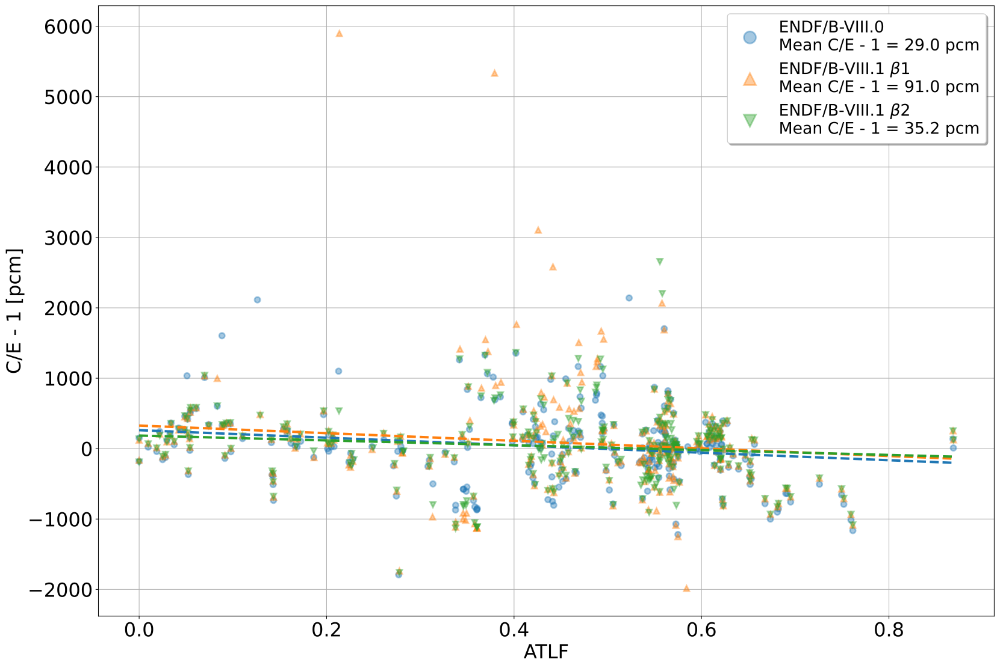 ENDF/B-VIII.0
Mean C/E - 1 = 29.0 pcm
ENDF/B-VIII.1 β1
Mean C/E - 1 = 91.0 pcm
ENDF/B-VIII.1 β2
Mean C/E - 1 = 35.2 pcm
6000
5000
4000
3000
2000
1000
0
−1000
−2000
C/E - 1 [pcm]
0.0 0.2 0.4 0.6 0.8
ATLF